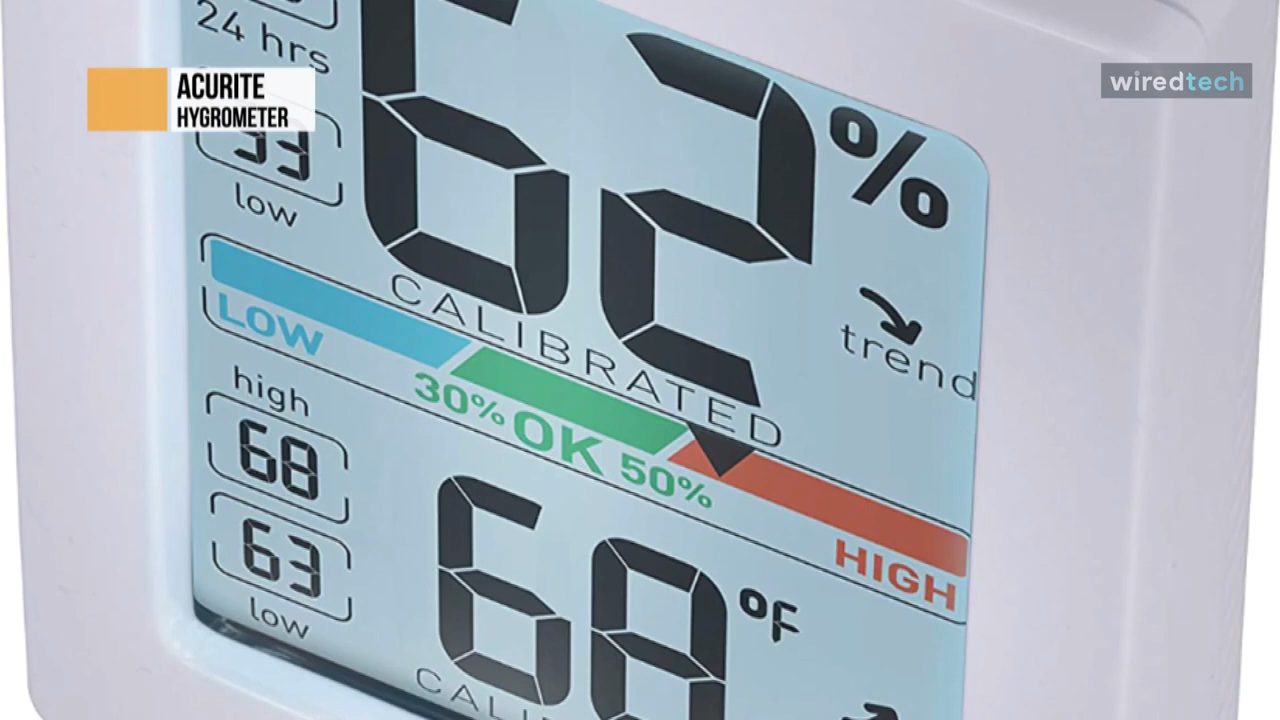 24 hrs
ACURITE
HYGROMETER
wiredtech
62%
33
low
trend
CALIBRATED
LOW
30% OK 50%
HIGH
high
68
63
low
68°F